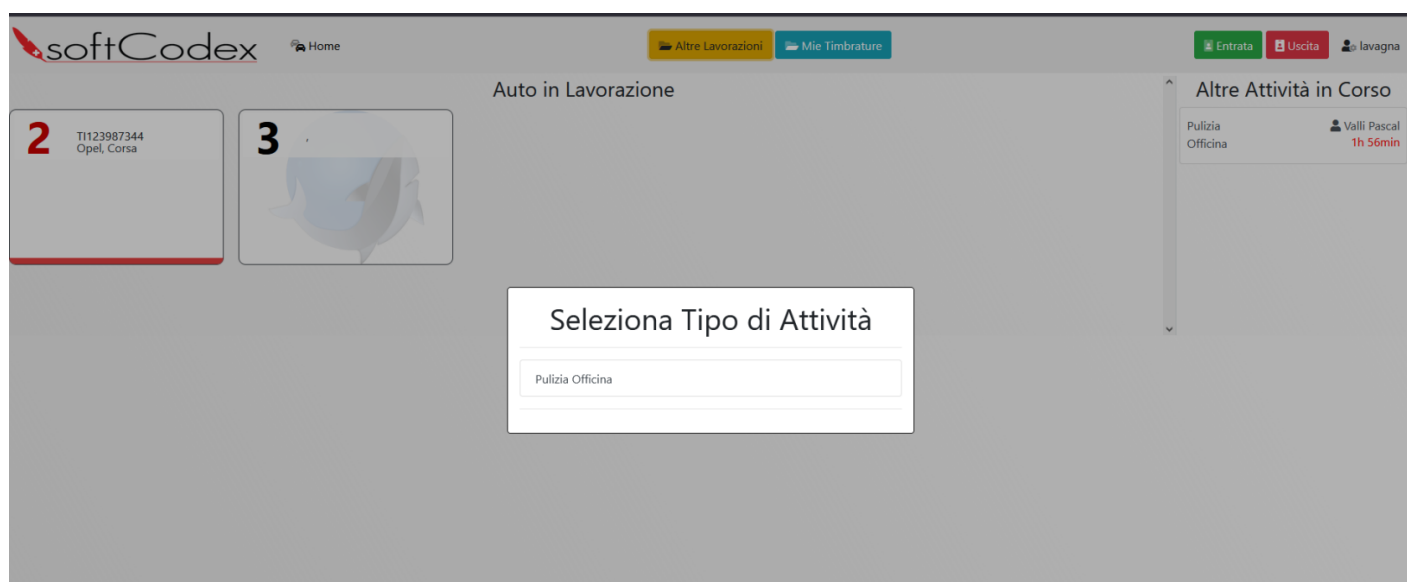 softCodex
Home
Altre Lavorazioni
Mie Timbrature
Entrata
Uscita
lavagna
Auto in Lavorazione
Altre Attività in Corso
2
TI123987344
Opel, Corsa
3
,
Pulizia
Officina
Valli Pascal
1h 56min
Seleziona Tipo di Attività
Pulizia Officina